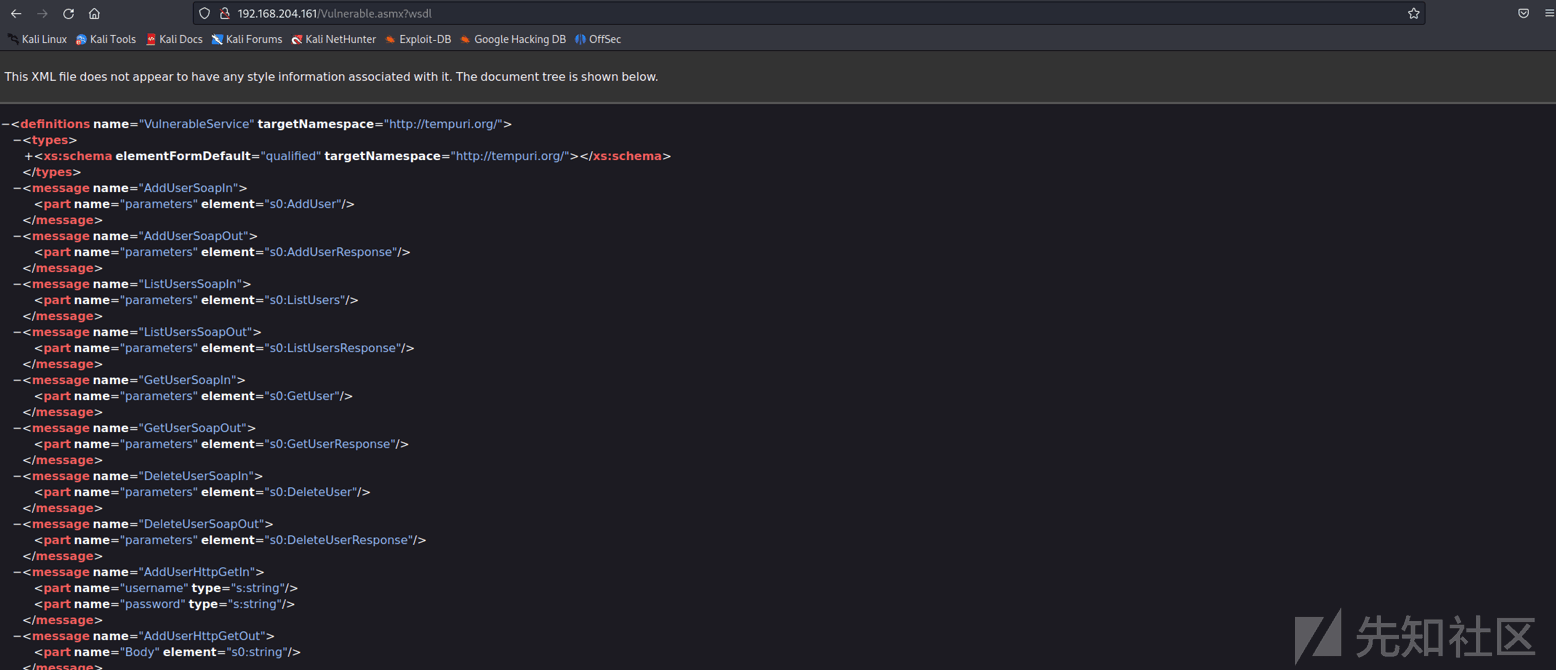 192.168.204.161/Vulnerable.asmx?wsdl
Kali Linux Kali Tools Kali Docs Kali Forums Kali NetHunter Exploit-DB Google Hacking DB OffSec
This XML file does not appear to have any style information associated with it. The document tree is shown below.
−<definitions name="VulnerableService" targetNamespace="http://tempuri.org/">
−<types>
+<xs:schema elementFormDefault="qualified" targetNamespace="http://tempuri.org/"></xs:schema>
</types>
−<message name="AddUserSoapIn">
<part name="parameters" element="s0:AddUser"/>
</message>
−<message name="AddUserSoapOut">
<part name="parameters" element="s0:AddUserResponse"/>
</message>
−<message name="ListUsersSoapIn">
<part name="parameters" element="s0:ListUsers"/>
</message>
−<message name="ListUsersSoapOut">
<part name="parameters" element="s0:ListUsersResponse"/>
</message>
−<message name="GetUserSoapIn">
<part name="parameters" element="s0:GetUser"/>
</message>
−<message name="GetUserSoapOut">
<part name="parameters" element="s0:GetUserResponse"/>
</message>
−<message name="DeleteUserSoapIn">
<part name="parameters" element="s0:DeleteUser"/>
</message>
−<message name="DeleteUserSoapOut">
<part name="parameters" element="s0:DeleteUserResponse"/>
</message>
−<message name="AddUserHttpGetIn">
<part name="username" type="s:string"/>
<part name="password" type="s:string"/>
</message>
−<message name="AddUserHttpGetOut">
<part name="Body" element="s0:string"/>
</message>
先知社区